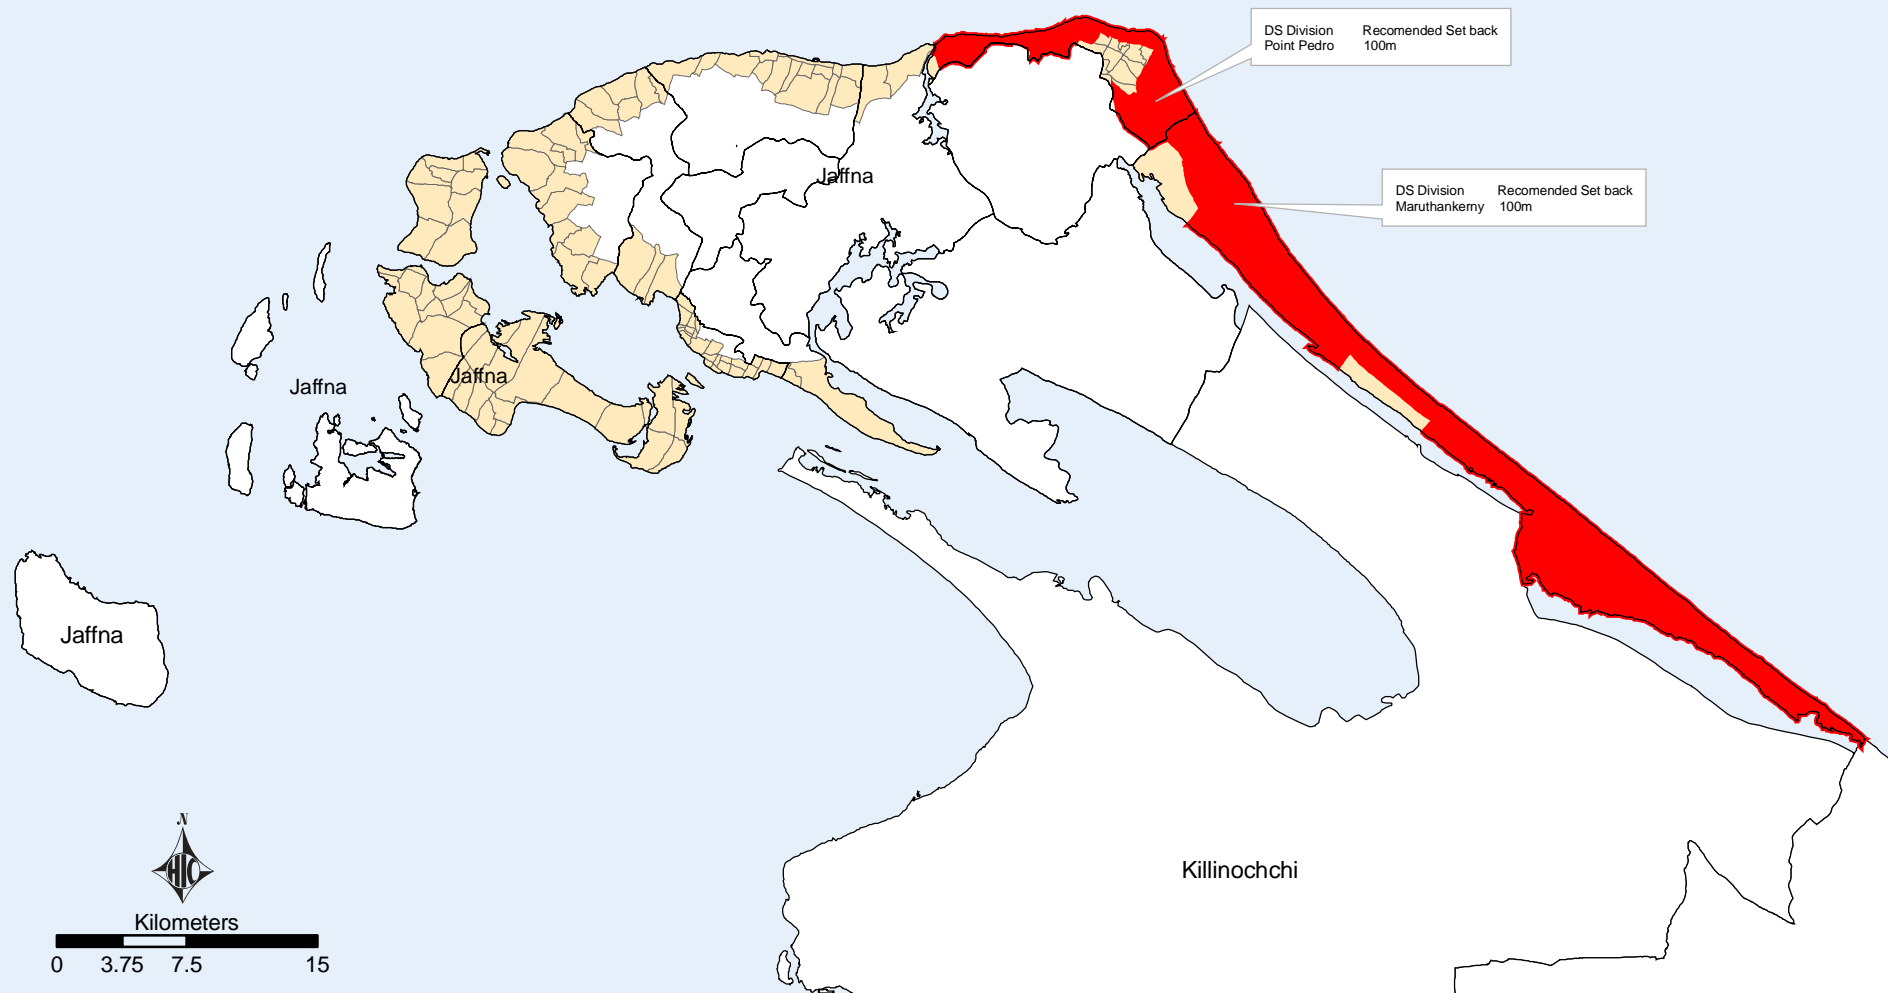 DS Division Recomended Set back
Point Pedro 100m
DS Division Recomended Set back
Maruthankerny 100m
Jaffna
Jaffna
Jaffna
Jaffna
Killinochchi
N
HIC
Kilometers
0 3.75 7.5 15